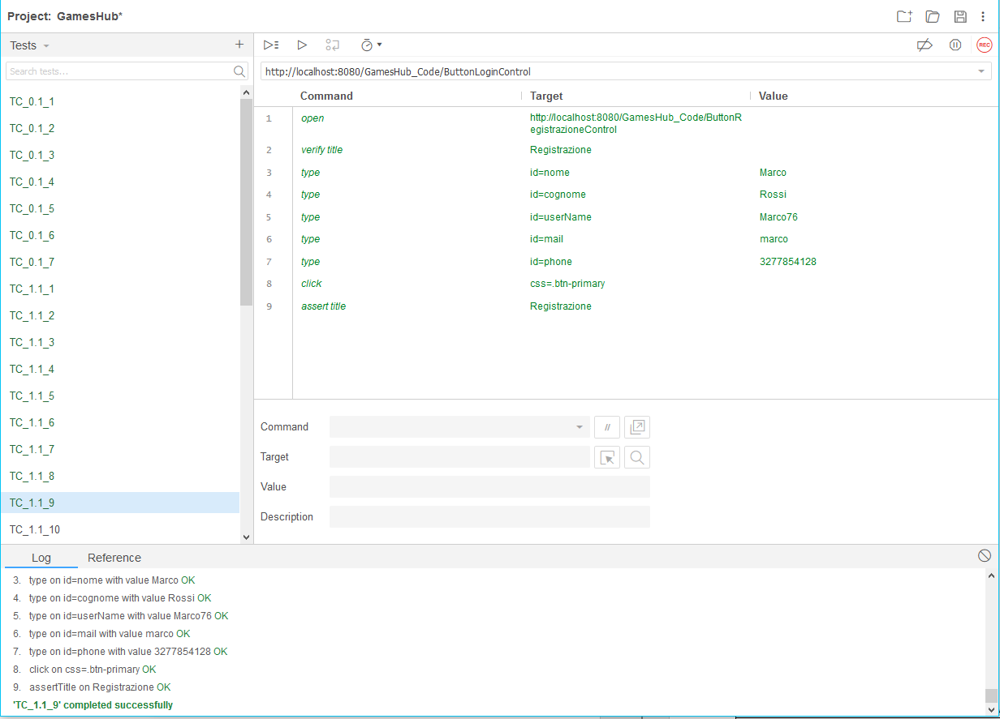 Project: GamesHub*
Tests
+
REC
Search tests...
http://localhost:8080/GamesHub_Code/ButtonLoginControl
TC_0.1_1
TC_0.1_2
TC_0.1_3
TC_0.1_4
TC_0.1_5
TC_0.1_6
TC_0.1_7
TC_1.1_1
TC_1.1_2
TC_1.1_3
TC_1.1_4
TC_1.1_5
TC_1.1_6
TC_1.1_7
TC_1.1_8
TC_1.1_9
TC_1.1_10
Command Target Value
1 open http://localhost:8080/GamesHub_Code/ButtonR
egistrazioneControl
2 verify title Registrazione
3 type id=nome Marco
4 type id=cognome Rossi
5 type id=userName Marco76
6 type id=mail marco
7 type id=phone 3277854128
8 click css=.btn-primary
9 assert title Registrazione
Command //
Target
Value
Description
Log Reference
3. type on id=nome with value Marco OK
4. type on id=cognome with value Rossi OK
5. type on id=userName with value Marco76 OK
6. type on id=mail with value marco OK
7. type on id=phone with value 3277854128 OK
8. click on css=.btn-primary OK
9. assertTitle on Registrazione OK
'TC_1.1_9' completed successfully